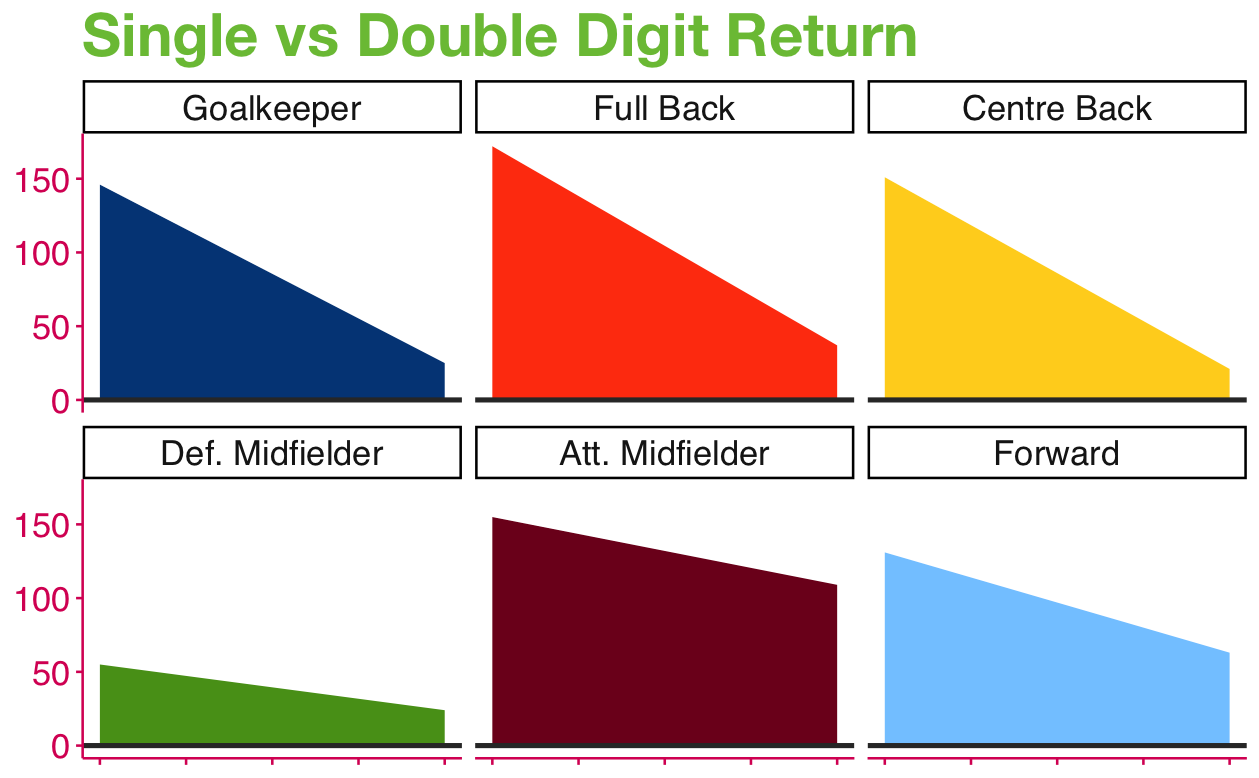 Single vs Double Digit Return
Goalkeeper
Full Back
Centre Back
150
100
50
0
Def. Midfielder
Att. Midfielder
Forward
150
100
50
0